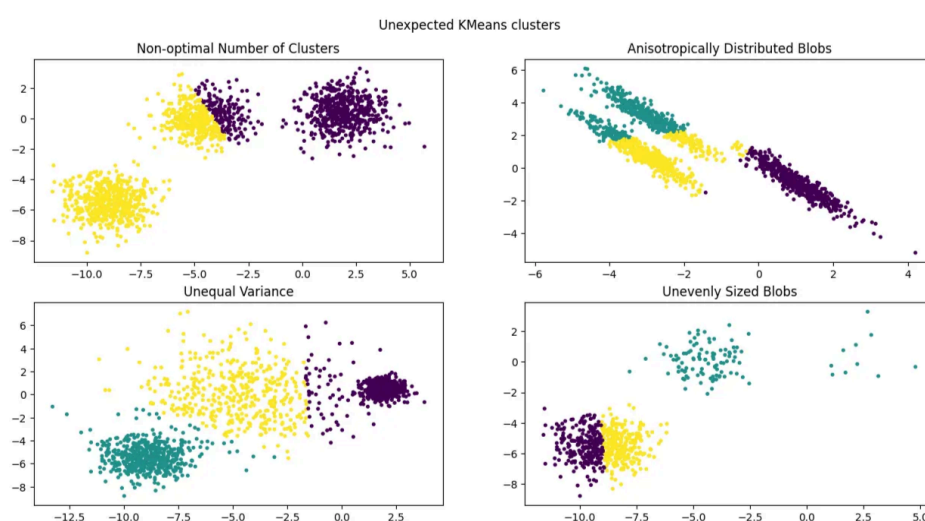 Unexpected KMeans clusters
Non-optimal Number of Clusters
2
0
−2
−4
−6
−8
−10.0 −7.5 −5.0 −2.5 0.0 2.5 5.0
Anisotropically Distributed Blobs
6
4
2
0
−2
−4
−6 −4 −2 0 2 4
Unequal Variance
6
4
2
0
−2
−4
−6
−8
−12.5 −10.0 −7.5 −5.0 −2.5 0.0 2.5
Unevenly Sized Blobs
2
0
−2
−4
−6
−8
−10.0 −7.5 −5.0 −2.5 0.0 2.5 5.0